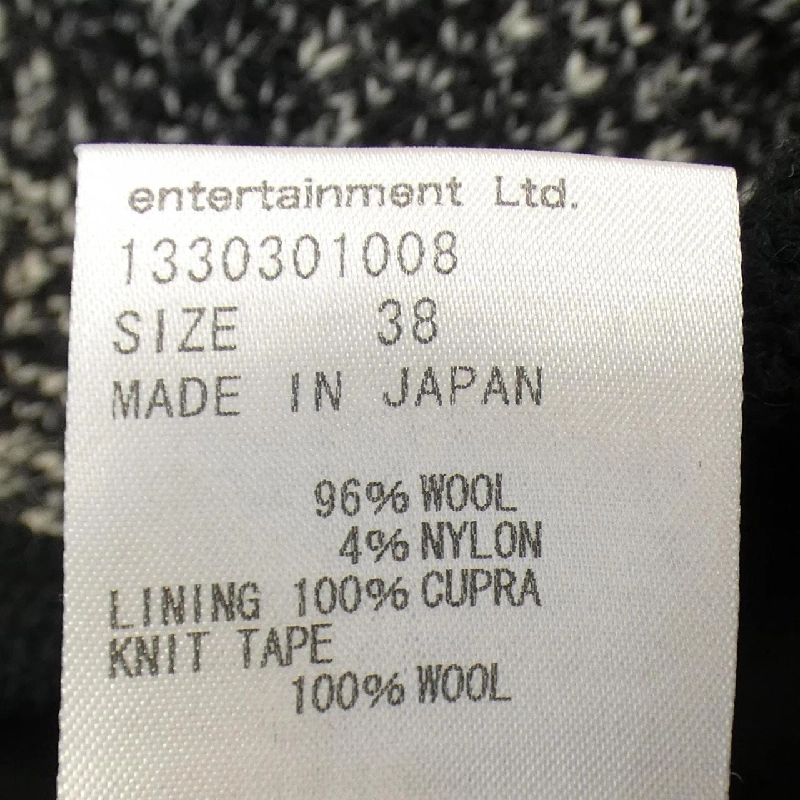 entertainment Ltd.
1330301008
SIZE 38
MADE IN JAPAN
96% WOOL
4% NYLON
LINING 100% CUPRA
KNIT TAPE
100% WOOL